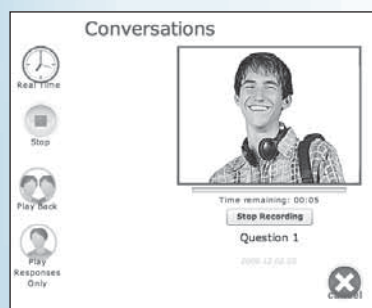 Conversations
Real Time
Stop
Play Back
Play
Responses
Only
Time remaining: 00:05
Stop Recording
Question 1
cancel